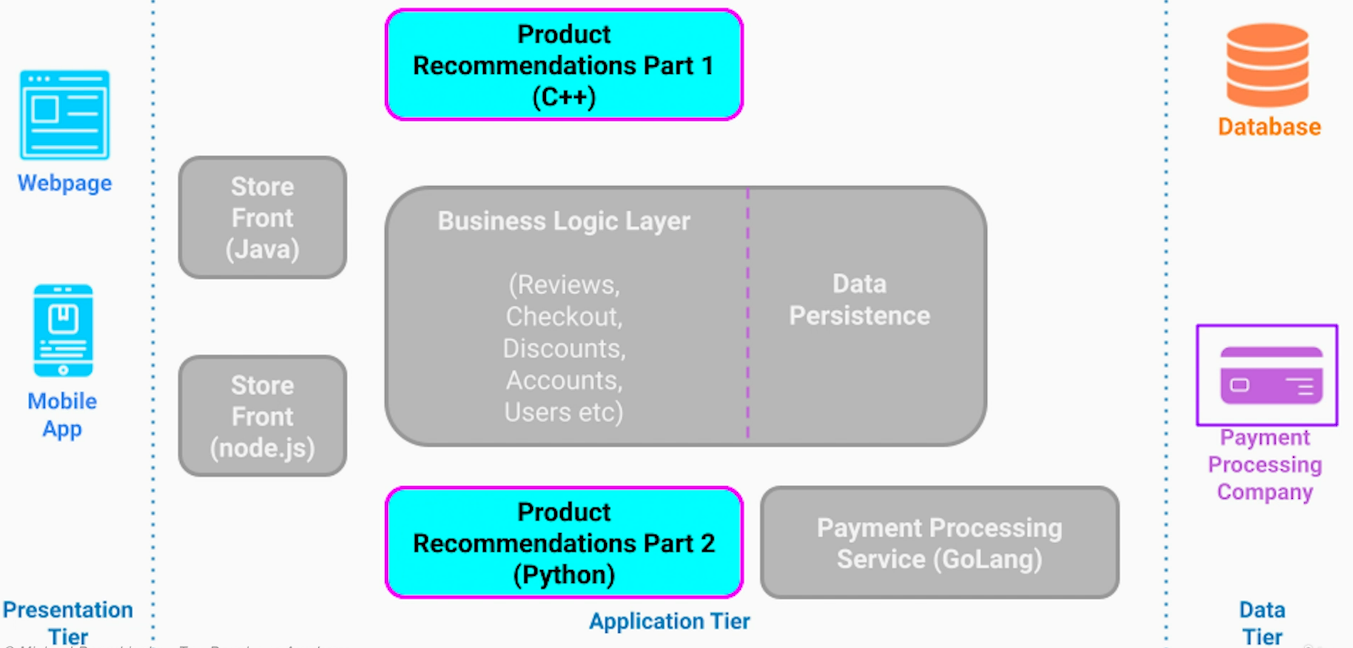 Product
Recommendations Part 1
(C++)
Database
Webpage
Store
Front
(Java)
Business Logic Layer
(Reviews,
Checkout,
Discounts,
Accounts,
Users etc)
Data
Persistence
Mobile
App
Store
Front
(node.js)
Payment
Processing
Company
Product
Recommendations Part 2
(Python)
Payment Processing
Service (GoLang)
Presentation
Tier
Application Tier
Data
Tier